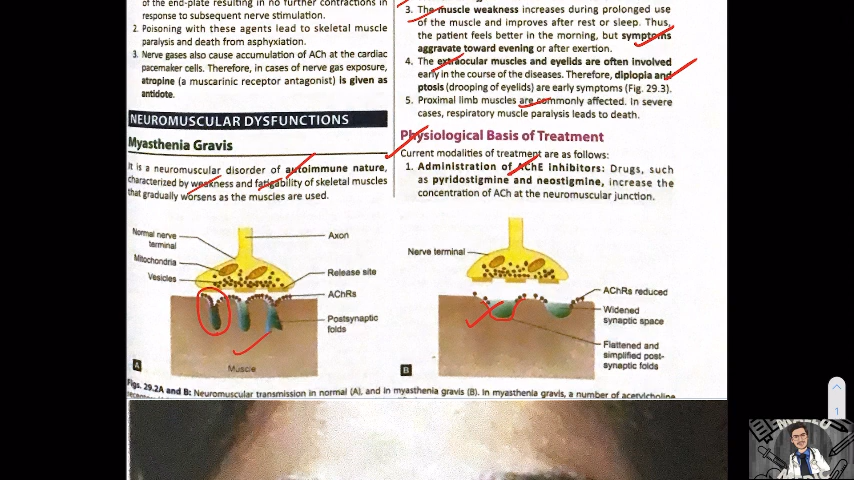 of the end-plate resulting in no further contractions in
response to subsequent nerve stimulation.
2. Poisoning with these agents lead to skeletal muscle
paralysis and death from asphyxiation.
3. Nerve gases also cause accumulation of ACh at the cardiac
pacemaker cells. Therefore, in cases of nerve gas exposure,
atropine (a muscarinic receptor antagonist) is given as
antidote.
NEUROMUSCULAR DYSFUNCTIONS
Myasthenia Gravis
It is a neuromuscular disorder of autoimmune nature,
characterized by weakness and fatigability of skeletal muscles
that gradually worsens as the muscles are used.
3. The muscle weakness increases during prolonged use
of the muscle and improves after rest or sleep. Thus,
the patient feels better in the morning, but symptoms
aggravate toward evening or after exertion.
4. The extraocular muscles and eyelids are often involved
early in the course of the diseases. Therefore, diplopia and
ptosis (drooping of eyelids) are early symptoms (Fig. 29.3).
5. Proximal limb muscles are commonly affected. In severe
cases, respiratory muscle paralysis leads to death.
Physiological Basis of Treatment
Current modalities of treatment are as follows:
1. Administration of AChE inhibitors: Drugs, such
as pyridostigmine and neostigmine, increase the
concentration of ACh at the neuromuscular junction.
Normal nerve
terminal
Mitochondria
Vesicles
Axon
Release site
AChRs
Postsynaptic
folds
Muscle
A
Nerve terminal
AChRs reduced
Widened
synaptic space
Flattened and
simplified post-
synaptic folds
B
Figs. 29.2A and B: Neuromuscular transmission in normal (A), and in myasthenia gravis (B). In myasthenia gravis, a number of acetylcholine
1